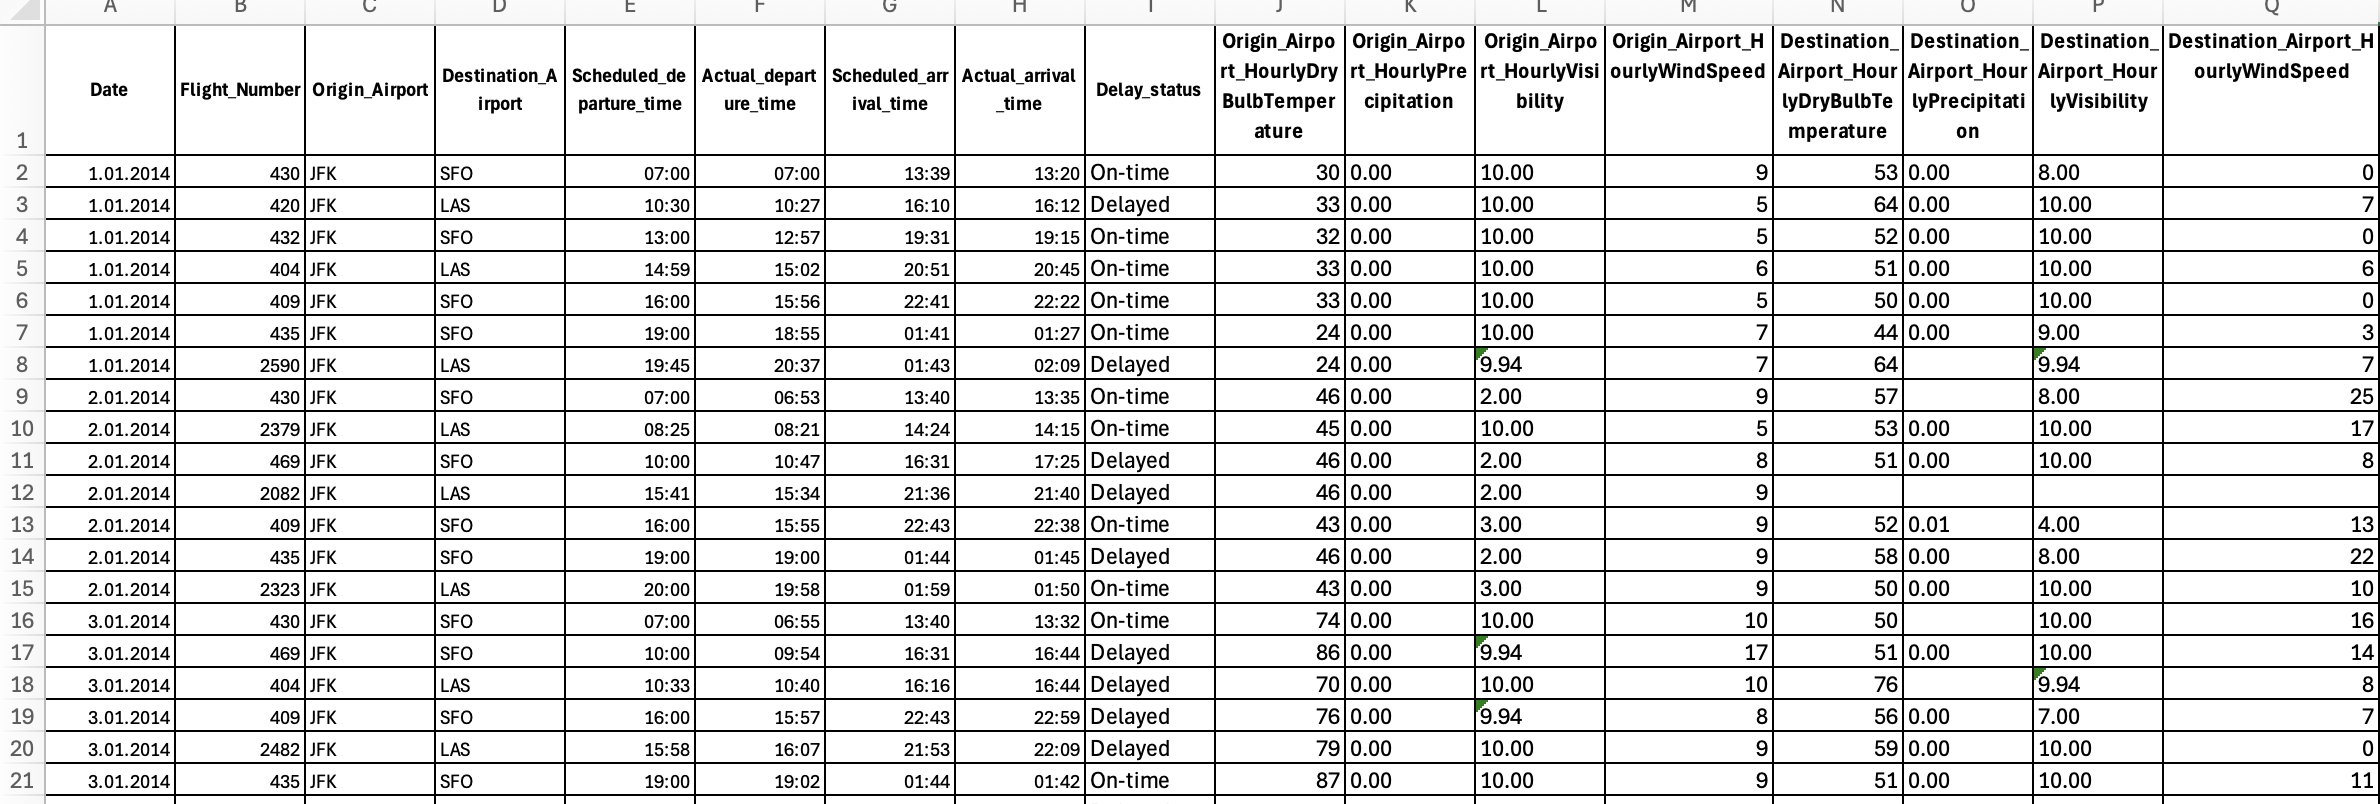 A B C D E F G H I J K L M N O P Q
1 Date Flight_Number Origin_Airport Destination_Airport Scheduled_departure_time Actual_departure_time Scheduled_arrival_time Actual_arrival_time Delay_status Origin_Airport_HourlyDryBulbTemperature Origin_Airport_HourlyPrecipitation Origin_Airport_HourlyVisibility Origin_Airport_HourlyWindSpeed Destination_Airport_HourlyDryBulbTemperature Destination_Airport_HourlyPrecipitation Destination_Airport_HourlyVisibility Destination_Airport_HourlyWindSpeed
2 1.01.2014 430 JFK SFO 07:00 07:00 13:39 13:20 On-time 30 0.00 10.00 9 53 0.00 8.00 0
3 1.01.2014 420 JFK LAS 10:30 10:27 16:10 16:12 Delayed 33 0.00 10.00 5 64 0.00 10.00 7
4 1.01.2014 432 JFK SFO 13:00 12:57 19:31 19:15 On-time 32 0.00 10.00 5 52 0.00 10.00 0
5 1.01.2014 404 JFK LAS 14:59 15:02 20:51 20:45 On-time 33 0.00 10.00 6 51 0.00 10.00 6
6 1.01.2014 409 JFK SFO 16:00 15:56 22:41 22:22 On-time 33 0.00 10.00 5 50 0.00 10.00 0
7 1.01.2014 435 JFK SFO 19:00 18:55 01:41 01:27 On-time 24 0.00 10.00 7 44 0.00 9.00 3
8 1.01.2014 2590 JFK LAS 19:45 20:37 01:43 02:09 Delayed 24 0.00 9.94 7 64 9.94 7
9 2.01.2014 430 JFK SFO 07:00 06:53 13:40 13:35 On-time 46 0.00 2.00 9 57 8.00 25
10 2.01.2014 2379 JFK LAS 08:25 08:21 14:24 14:15 On-time 45 0.00 10.00 5 53 0.00 10.00 17
11 2.01.2014 469 JFK SFO 10:00 10:47 16:31 17:25 Delayed 46 0.00 2.00 8 51 0.00 10.00 8
12 2.01.2014 2082 JFK LAS 15:41 15:34 21:36 21:40 Delayed 46 0.00 2.00 9
13 2.01.2014 409 JFK SFO 16:00 15:55 22:43 22:38 On-time 43 0.00 3.00 9 52 0.01 4.00 13
14 2.01.2014 435 JFK SFO 19:00 19:00 01:44 01:45 Delayed 46 0.00 2.00 9 58 0.00 8.00 22
15 2.01.2014 2323 JFK LAS 20:00 19:58 01:59 01:50 On-time 43 0.00 3.00 9 50 0.00 10.00 10
16 3.01.2014 430 JFK SFO 07:00 06:55 13:40 13:32 On-time 74 0.00 10.00 10 50 10.00 16
17 3.01.2014 469 JFK SFO 10:00 09:54 16:31 16:44 Delayed 86 0.00 9.94 17 51 0.00 10.00 14
18 3.01.2014 404 JFK LAS 10:33 10:40 16:16 16:44 Delayed 70 0.00 10.00 10 76 9.94 8
19 3.01.2014 409 JFK SFO 16:00 15:57 22:43 22:59 Delayed 76 0.00 9.94 8 56 0.00 7.00 7
20 3.01.2014 2482 JFK LAS 15:58 16:07 21:53 22:09 Delayed 79 0.00 10.00 9 59 0.00 10.00 0
21 3.01.2014 435 JFK SFO 19:00 19:02 01:44 01:42 On-time 87 0.00 10.00 9 51 0.00 10.00 11